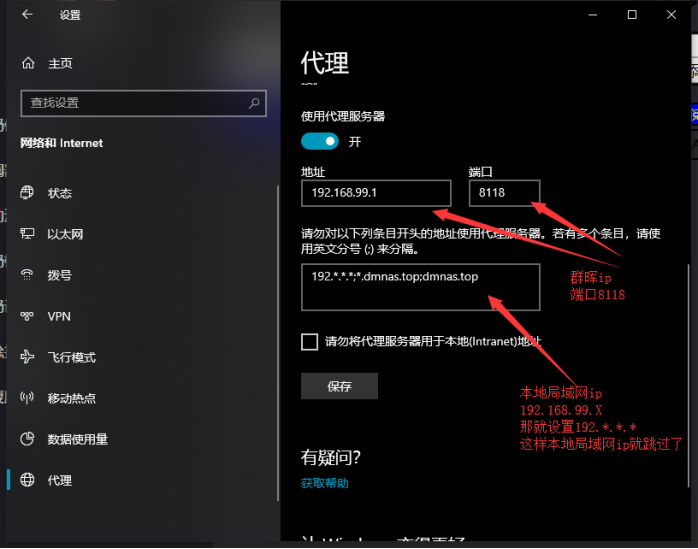 设置
主页
查找设置
网络和 Internet
状态
以太网
拨号
VPN
飞行模式
移动热点
数据使用量
代理
代理
使用代理服务器
开
地址
端口
192.168.99.1
8118
请勿对以下列条目开头的地址使用代理服务器。若有多个条目，请使
用英文分号 (;) 来分隔。
192.*.*.*;*.dmnas.top;dmnas.top
群晖ip
端口8118
请勿将代理服务器用于本地(Intranet)地址
保存
本地局域网ip
192.168.99.X
那就设置192.*.*.*
这样本地局域网ip就跳过了
有疑问?
获取帮助